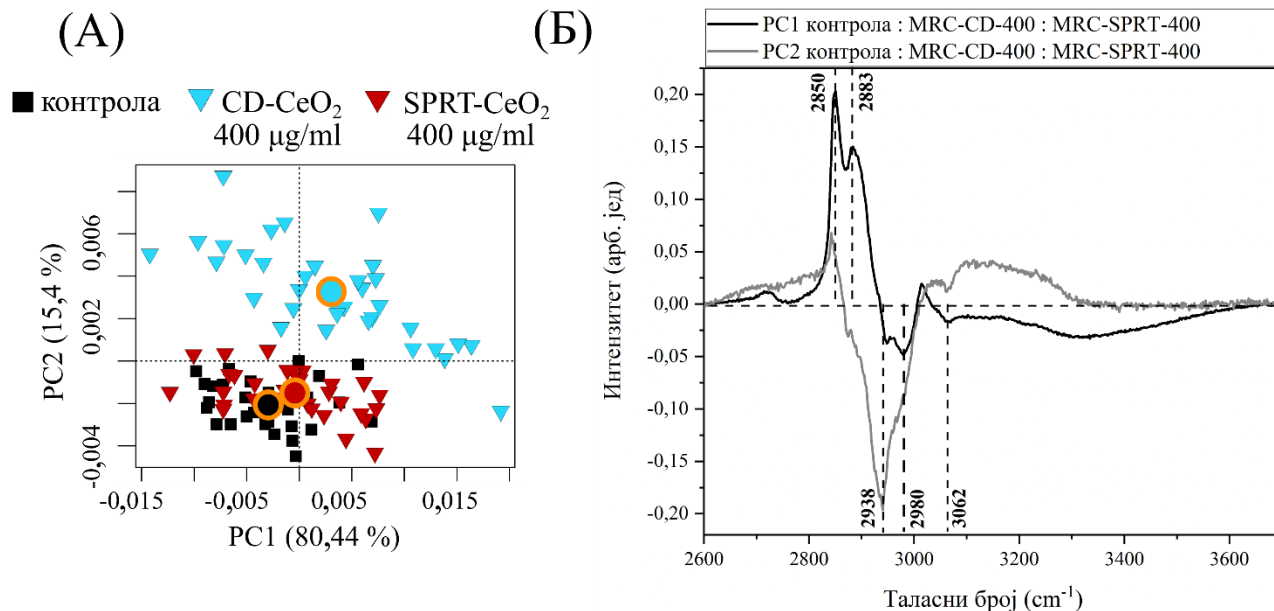 (А)
контрола
CD-CeO₂
400 μg/ml
SPRT-CeO₂
400 μg/ml
PC2 (15,4 %)
0,006
0,002
-0,004
-0,015
-0,005
0,005
0,015
PC1 (80,44 %)
(Б)
PC1 контрола : MRC-CD-400 : MRC-SPRT-400
PC2 контрола : MRC-CD-400 : MRC-SPRT-400
Интензитет (арб. јед)
0,20
0,15
0,10
0,05
0,00
-0,05
-0,10
-0,15
-0,20
2850
2883
2938
2980
3062
2600
2800
3000
3200
3400
3600
Таласни број (cm⁻¹)